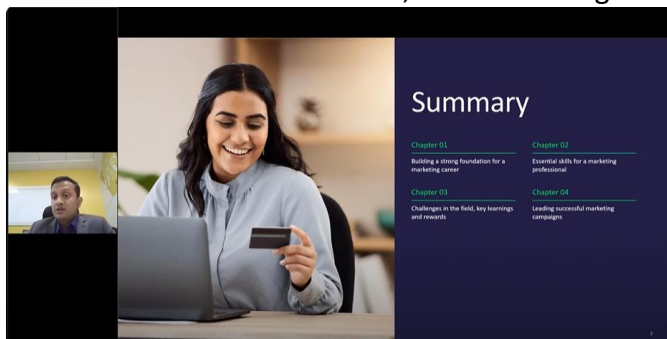 Summary
Chapter 01
Building a strong foundation for a
marketing career
Chapter 02
Essential skills for a marketing
professional
Chapter 03
Challenges in the field, key learnings
and rewards
Chapter 04
Leading successful marketing
campaigns
2